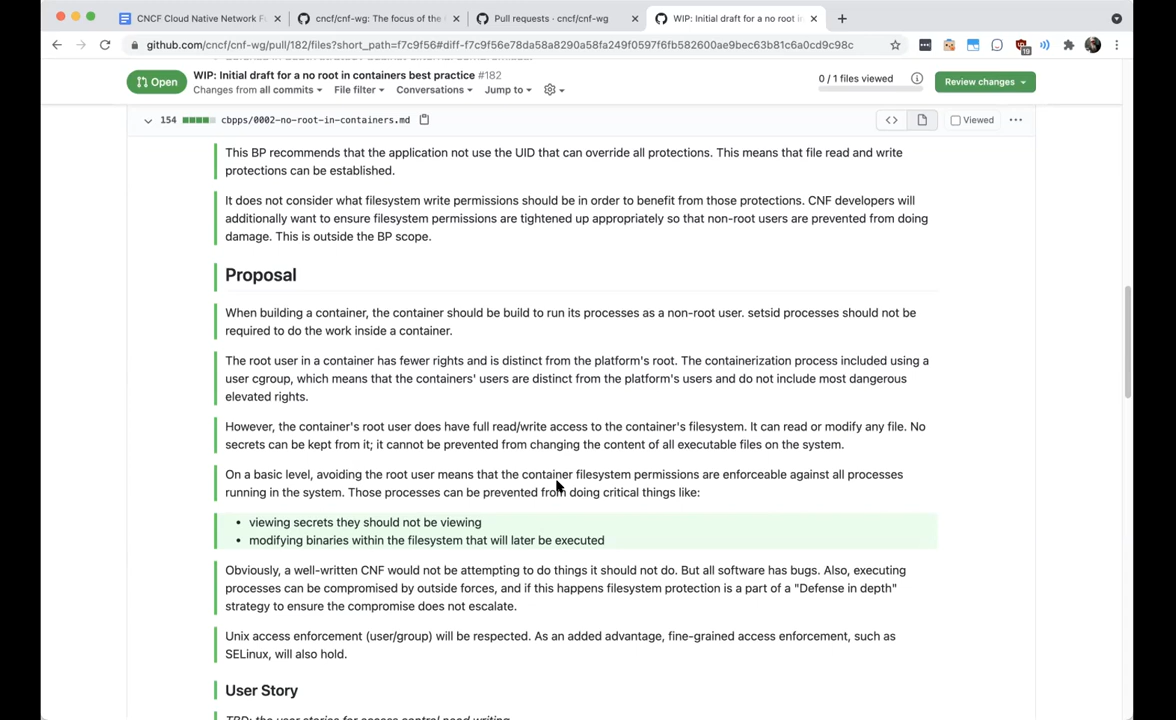 CNCF Cloud Native Network F
cncf/cnf-wg: The focus of the
Pull requests · cncf/cnf-wg
WIP: Initial draft for a no root in
github.com/cncf/cnf-wg/pull/182/files?short_path=f7c9f56#diff-f7c9f56e78da58a8290a58fa249f0597f6fb582600ae9bec63b81c6a0cd9c98c
19
Open
WIP: Initial draft for a no root in containers best practice #182
Changes from all commits
File filter
Conversations
Jump to
0 / 1 files viewed
Review changes
154
cbpps/0002-no-root-in-containers.md
Viewed
This BP recommends that the application not use the UID that can override all protections. This means that file read and write
protections can be established.
It does not consider what filesystem write permissions should be in order to benefit from those protections. CNF developers will
additionally want to ensure filesystem permissions are tightened up appropriately so that non-root users are prevented from doing
damage. This is outside the BP scope.
Proposal
When building a container, the container should be build to run its processes as a non-root user. setsid processes should not be
required to do the work inside a container.
The root user in a container has fewer rights and is distinct from the platform's root. The containerization process included using a
user cgroup, which means that the containers' users are distinct from the platform's users and do not include most dangerous
elevated rights.
However, the container's root user does have full read/write access to the container's filesystem. It can read or modify any file. No
secrets can be kept from it; it cannot be prevented from changing the content of all executable files on the system.
On a basic level, avoiding the root user means that the container filesystem permissions are enforceable against all processes
running in the system. Those processes can be prevented from doing critical things like:
• viewing secrets they should not be viewing
• modifying binaries within the filesystem that will later be executed
Obviously, a well-written CNF would not be attempting to do things it should not do. But all software has bugs. Also, executing
processes can be compromised by outside forces, and if this happens filesystem protection is a part of a "Defense in depth"
strategy to ensure the compromise does not escalate.
Unix access enforcement (user/group) will be respected. As an added advantage, fine-grained access enforcement, such as
SELinux, will also hold.
User Story
TBD: the user stories for access control need writing